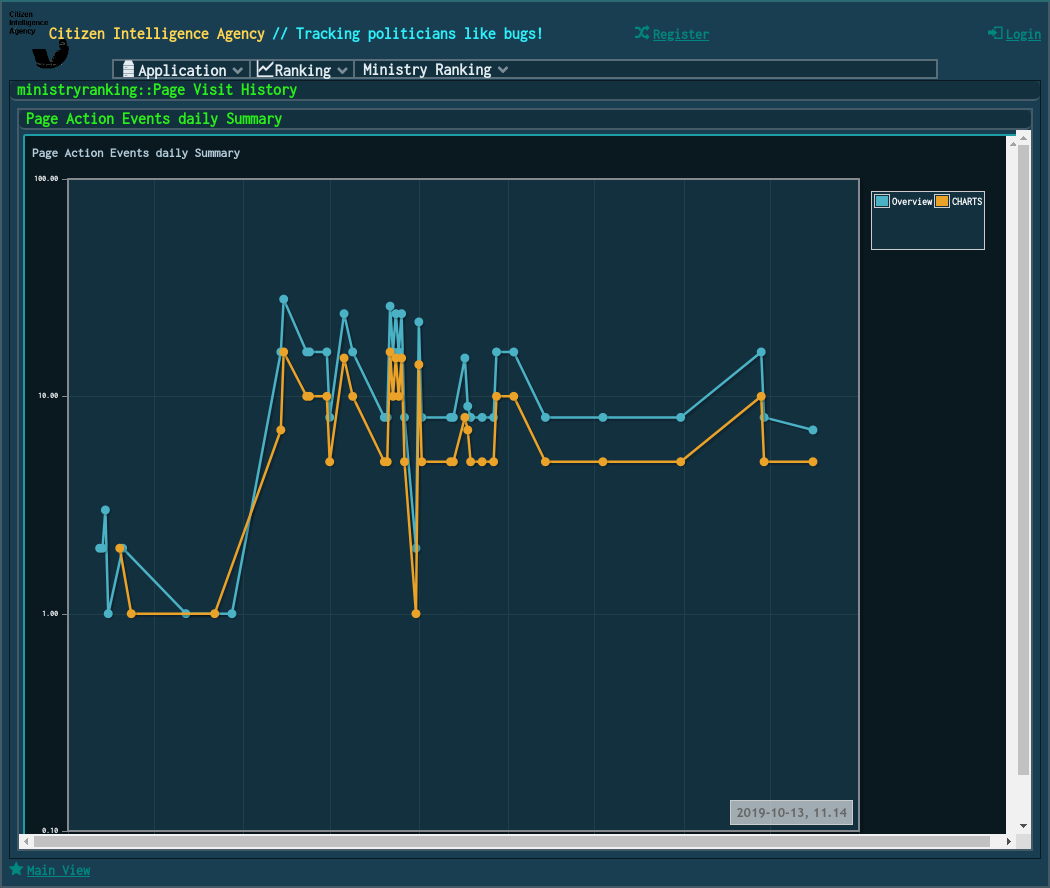 Citizen
Intelligence
Agency
Citizen Intelligence Agency // Tracking politicians like bugs!
Register
Login
Application
Ranking
Ministry Ranking
ministryranking::Page Visit History
Page Action Events daily Summary
Page Action Events daily Summary
100.00
Overview
CHARTS
10.00
1.00
0.10
2019-10-13, 11.14
Main View